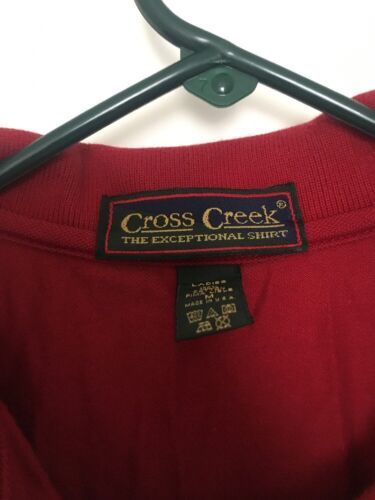 CROSS CREEK®
THE EXCEPTIONAL SHIRT
LADIES
M
MADE IN U.S.A.